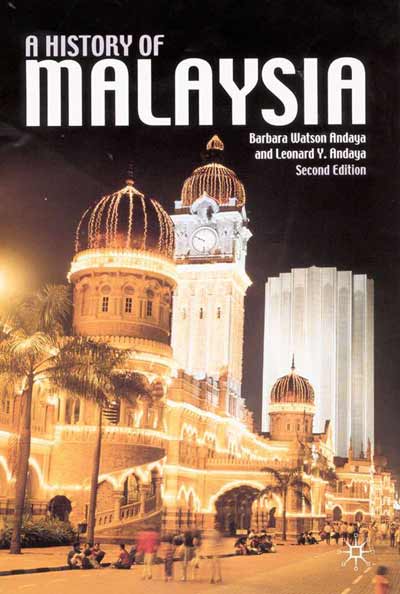 A HISTORY OF
MALAYSIA
Barbara Watson Andaya
and Leonard Y. Andaya
Second Edition